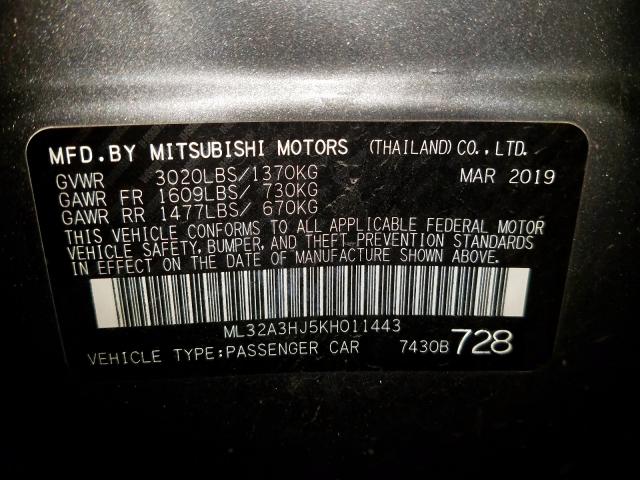 MFD.BY MITSUBISHI MOTORS (THAILAND)CO.,LTD.
GVWR 3020LBS/1370KG MAR 2019
GAWR FR 1609LBS/ 730KG
GAWR RR 1477LBS/ 670KG
THIS VEHICLE CONFORMS TO ALL APPLICABLE FEDERAL MOTOR
VEHICLE SAFETY, BUMPER, AND THEFT PREVENTION STANDARDS
IN EFFECT ON THE DATE OF MANUFACTURE SHOWN ABOVE.
ML32A3HJ5KH011443
VEHICLE TYPE:PASSENGER CAR 7430B 728